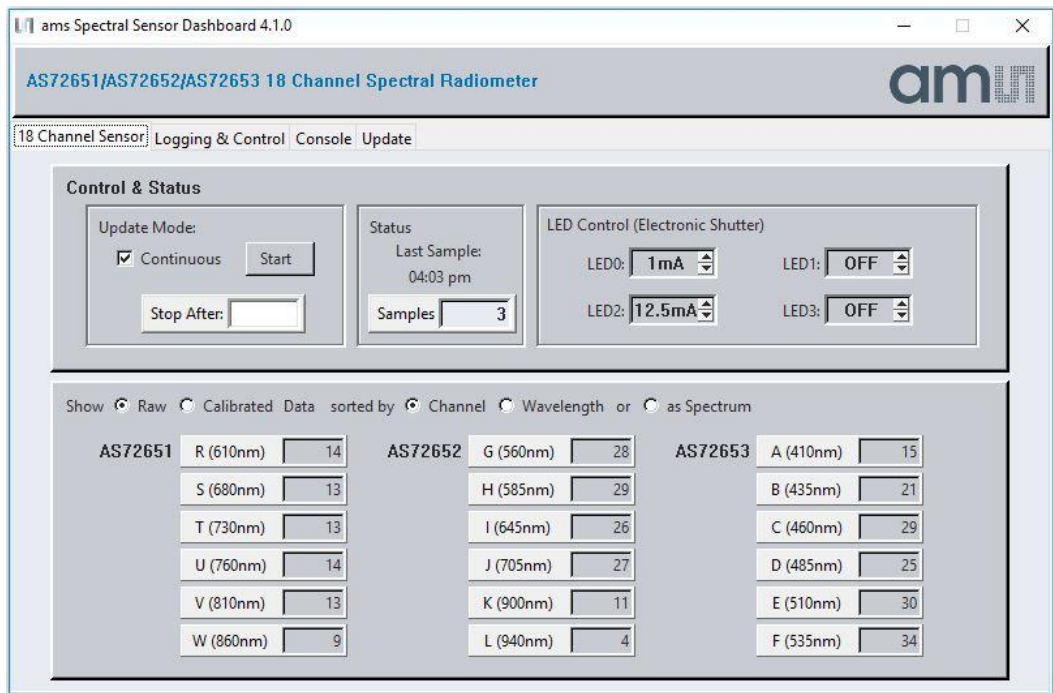 ams Spectral Sensor Dashboard 4.1.0
AS72651/AS72652/AS72653 18 Channel Spectral Radiometer
am
18 Channel Sensor Logging & Control Console Update
Control & Status
Update Mode:
Continuous Start
Stop After:
Status
Last Sample:
04:03 pm
Samples 3
LED Control (Electronic Shutter)
LED0: 1mA LED1: OFF
LED2: 12.5mA LED3: OFF
Show Raw Calibrated Data sorted by Channel Wavelength or as Spectrum
AS72651 R (610nm) 14 AS72652 G (560nm) 28 AS72653 A (410nm) 15
S (680nm) 13 H (585nm) 29 B (435nm) 21
T (730nm) 13 I (645nm) 26 C (460nm) 29
U (760nm) 14 J (705nm) 27 D (485nm) 25
V (810nm) 13 K (900nm) 11 E (510nm) 30
W (860nm) 9 L (940nm) 4 F (535nm) 34